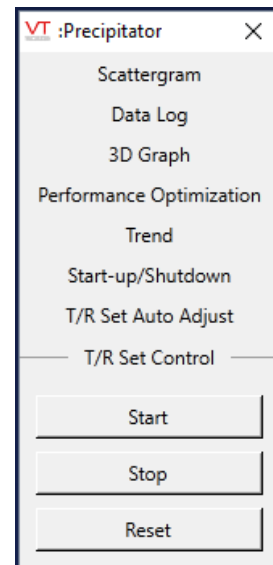 VT :Precipitator
Scattergram
Data Log
3D Graph
Performance Optimization
Trend
Start-up/Shutdown
T/R Set Auto Adjust
T/R Set Control
Start
Stop
Reset